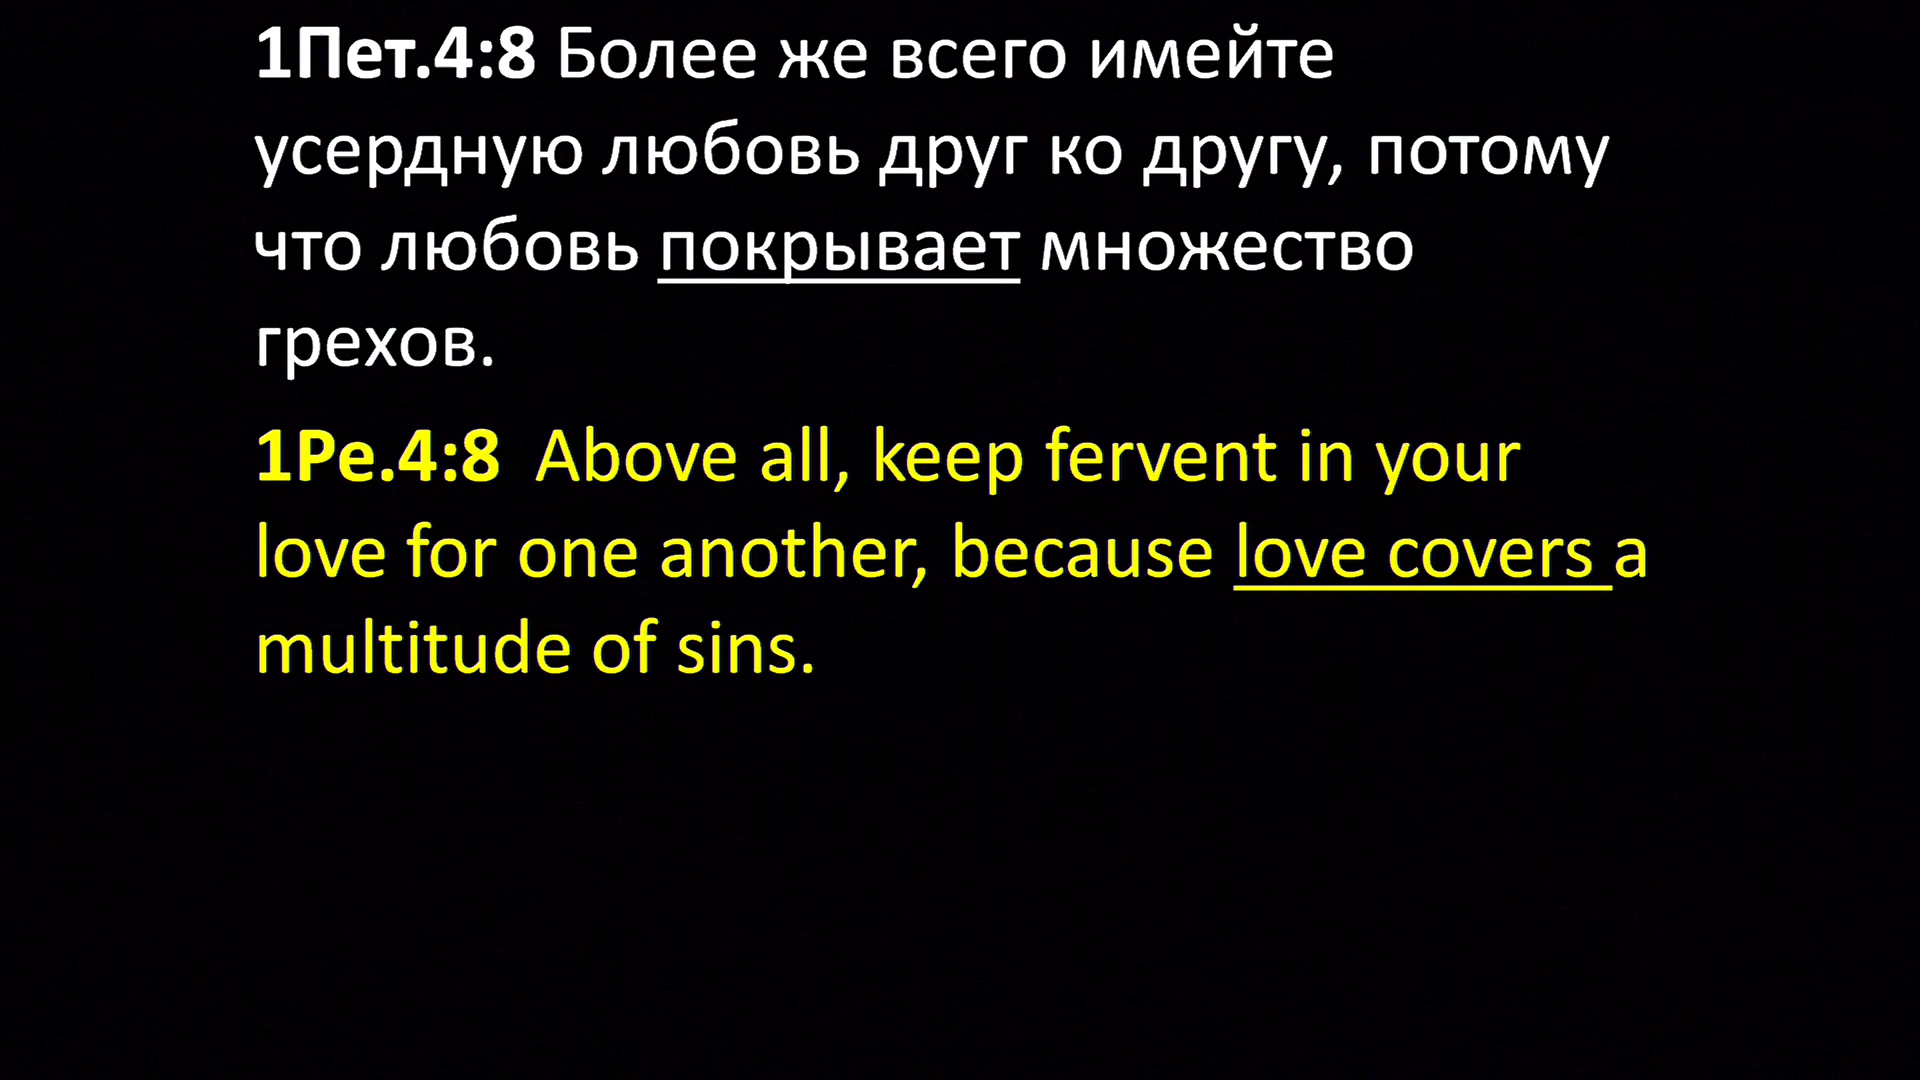 1Пет.4:8 Более же всего имейте
усердную любовь друг ко другу, потому
что любовь покрывает множество
грехов.
1Pe.4:8 Above all, keep fervent in your
love for one another, because love covers a
multitude of sins.